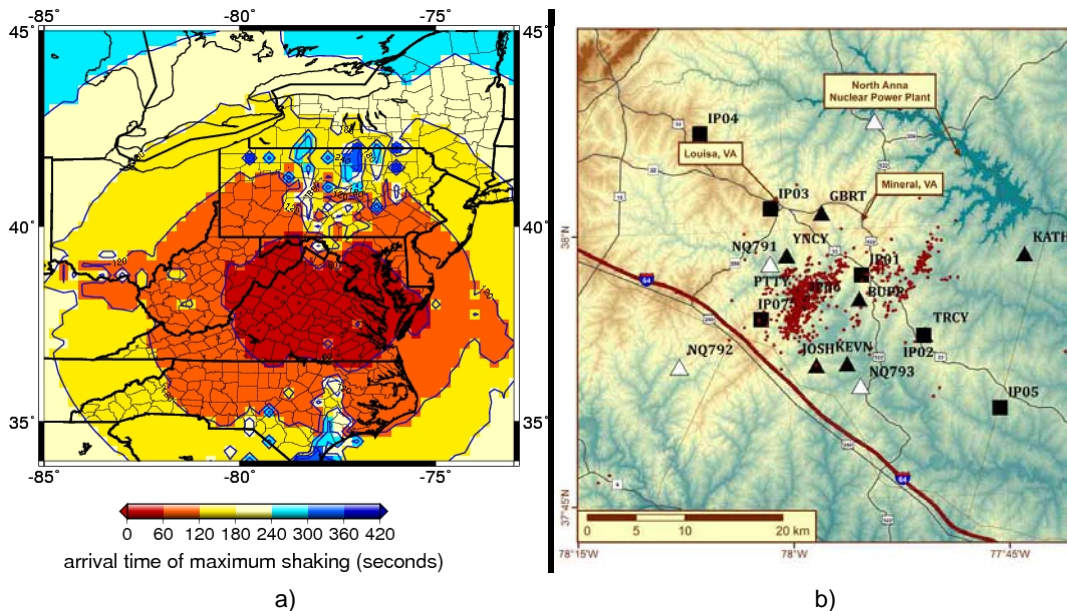 -85 -80 -75
45˚
40˚
35˚
-85 -80 -75
0 60 120 180 240 300 360 420
arrival time of maximum shaking (seconds)
a)
North Anna
Nuclear Power Plant
IP04
Louisa, VA
Mineral, VA
IP03
GBRT
38°N
NQ791
YNCY
KATH
PTTY
IP01
BUPP
IP07
TRCY
NQ792
JOSH
KEVN
IP02
NQ793
IP05
64
64
37°45'N
0 5 10 20 km
78°15'W 78°W 77°45'W
b)